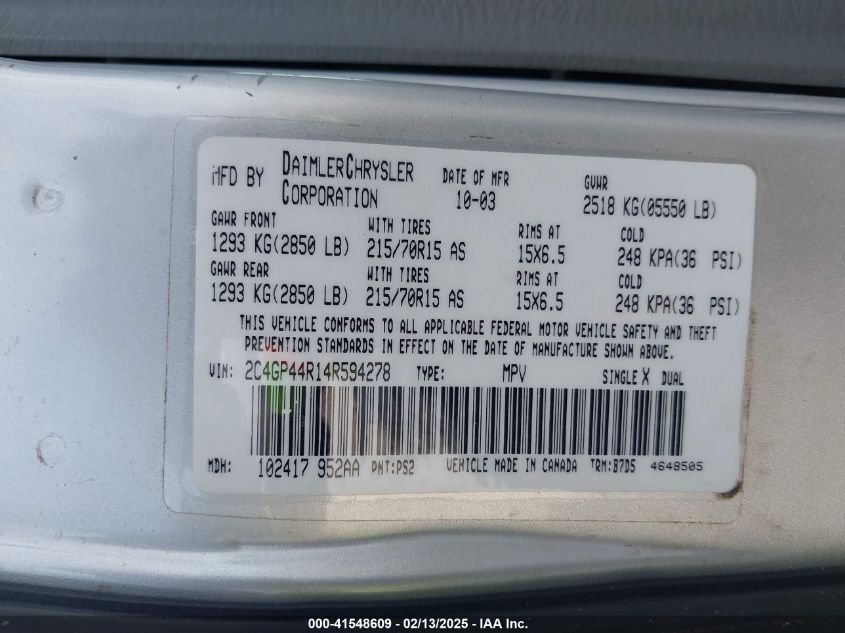 MFD BY DAIMLERCHRYSLER CORPORATION DATE OF MFR 10-03 GVWR 2518 KG(05550 LB)
GAWR FRONT WITH TIRES RIMS AT COLD
1293 KG(2850 LB) 215/70R15 AS 15X6.5 248 KPA(36 PSI)
GAWR REAR WITH TIRES RIMS AT COLD
1293 KG(2850 LB) 215/70R15 AS 15X6.5 248 KPA(36 PSI)
THIS VEHICLE CONFORMS TO ALL APPLICABLE FEDERAL MOTOR VEHICLE SAFETY AND THEFT
PREVENTION STANDARDS IN EFFECT ON THE DATE OF MANUFACTURE SHOWN ABOVE.
VIN: 2C4GP44R14R594278 TYPE: MPV SINGLE X DUAL
MDH: 102417 952AA PNT:PS2 VEHICLE MADE IN CANADA TRM:B7D5 4648505
000-41548609 - 02/13/2025 - IAAI, Inc.